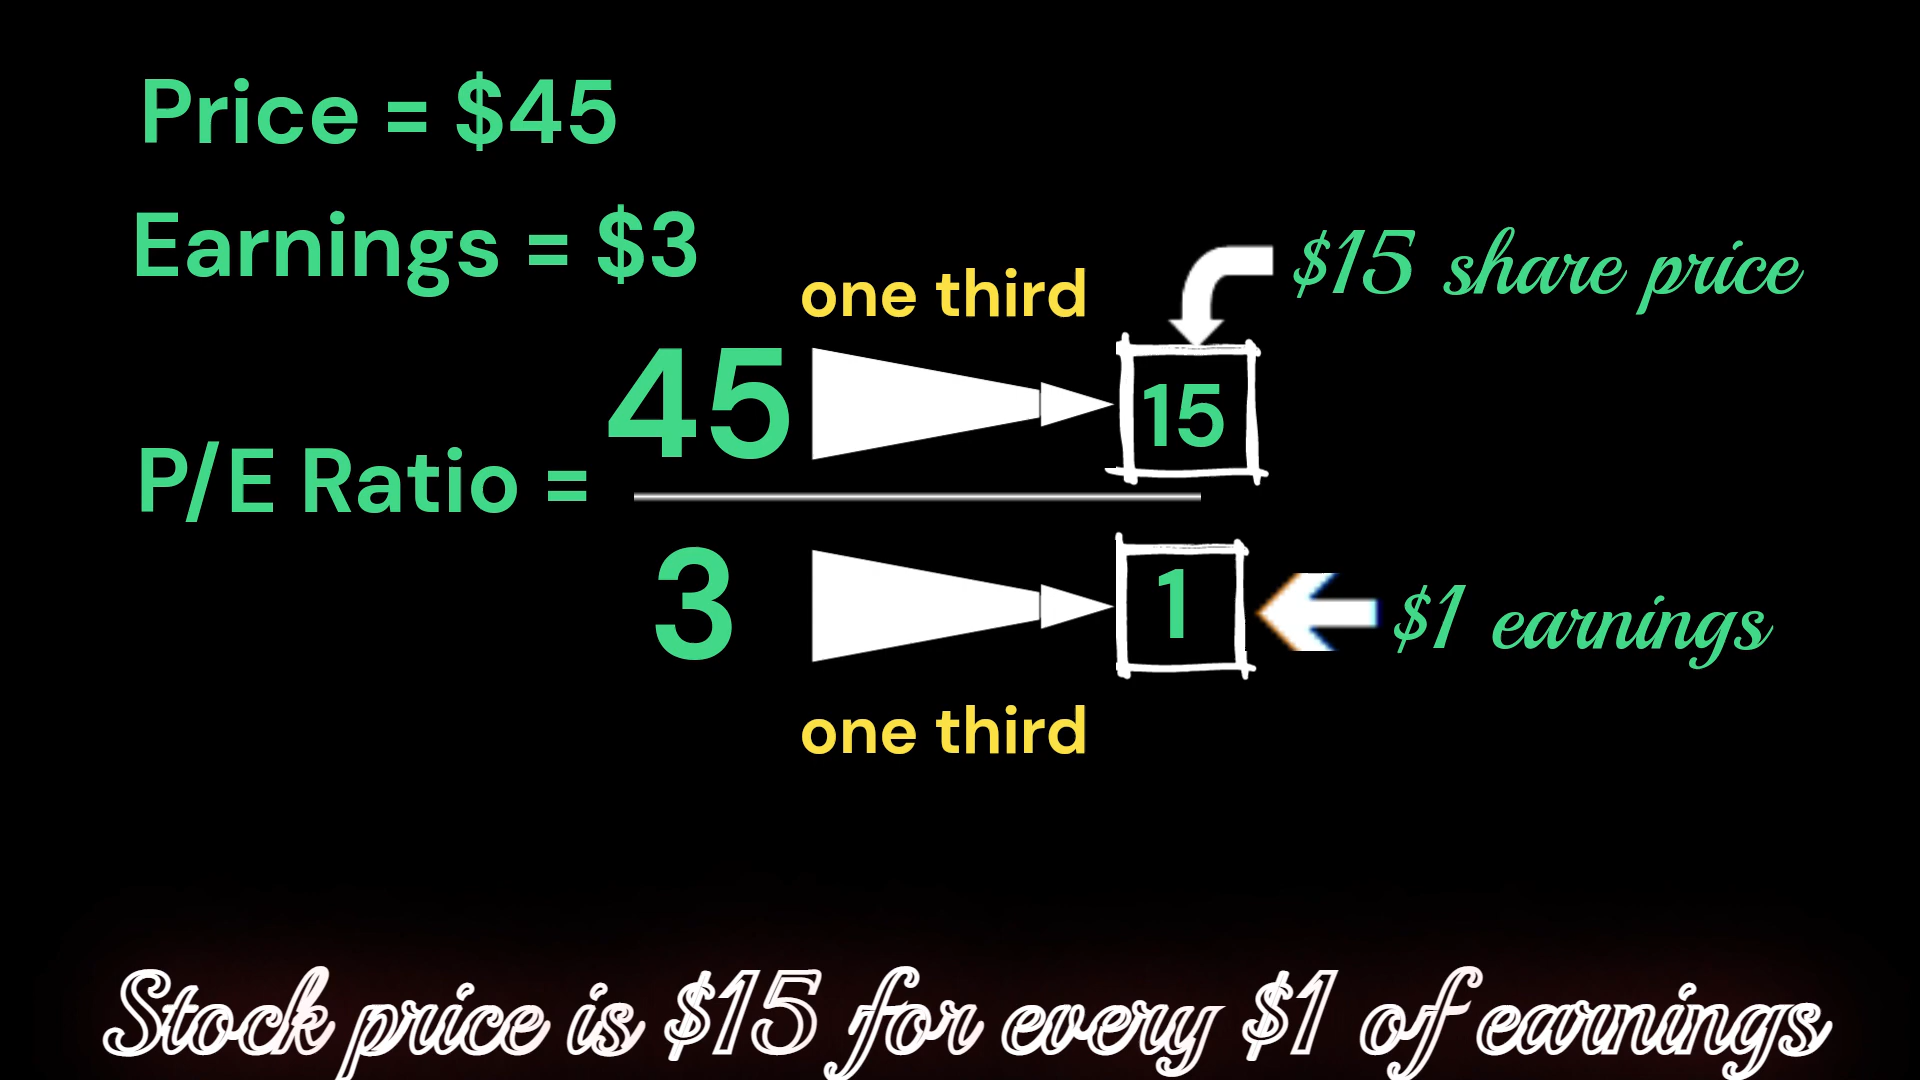 Price = $45
Earnings = $3
one third
$15 share price
45
15
P/E Ratio =
3
1
$1 earnings
one third
Stock price is $15 for every $1 of earnings